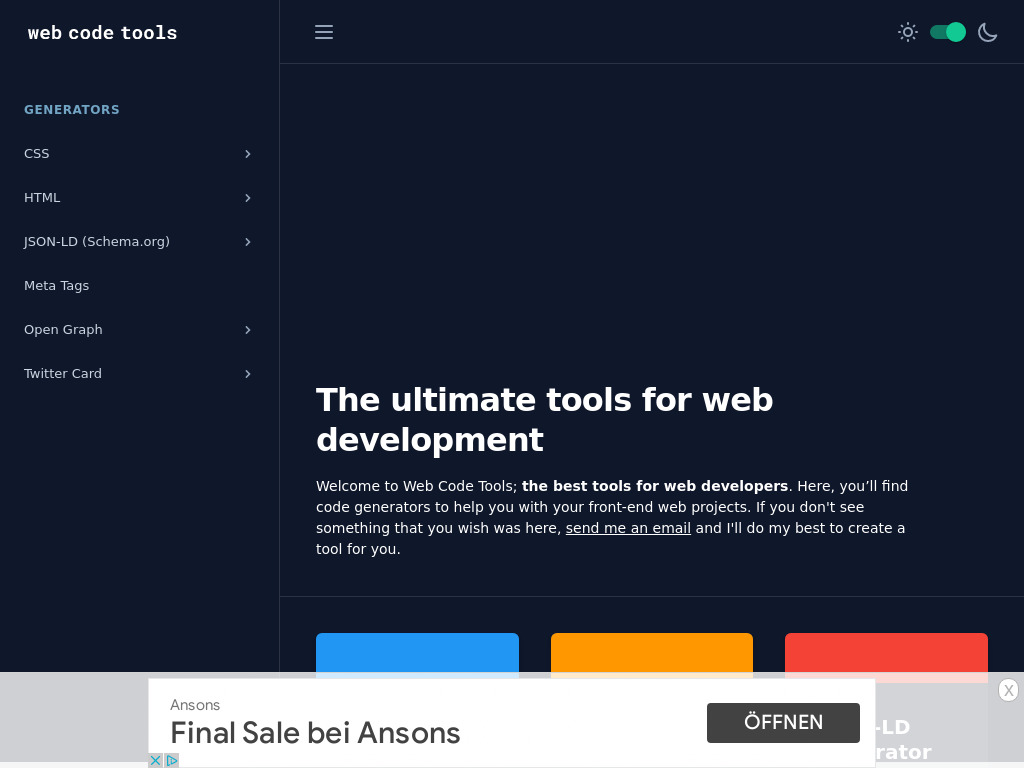 web code tools
GENERATORS
CSS
HTML
JSON-LD (Schema.org)
Meta Tags
Open Graph
Twitter Card
The ultimate tools for web
development
Welcome to Web Code Tools; the best tools for web developers. Here, you’ll find
code generators to help you with your front-end web projects. If you don't see
something that you wish was here, send me an email and I'll do my best to create a
tool for you.
-LD
rator
Ansons
Final Sale bei Ansons
ÖFFNEN
X